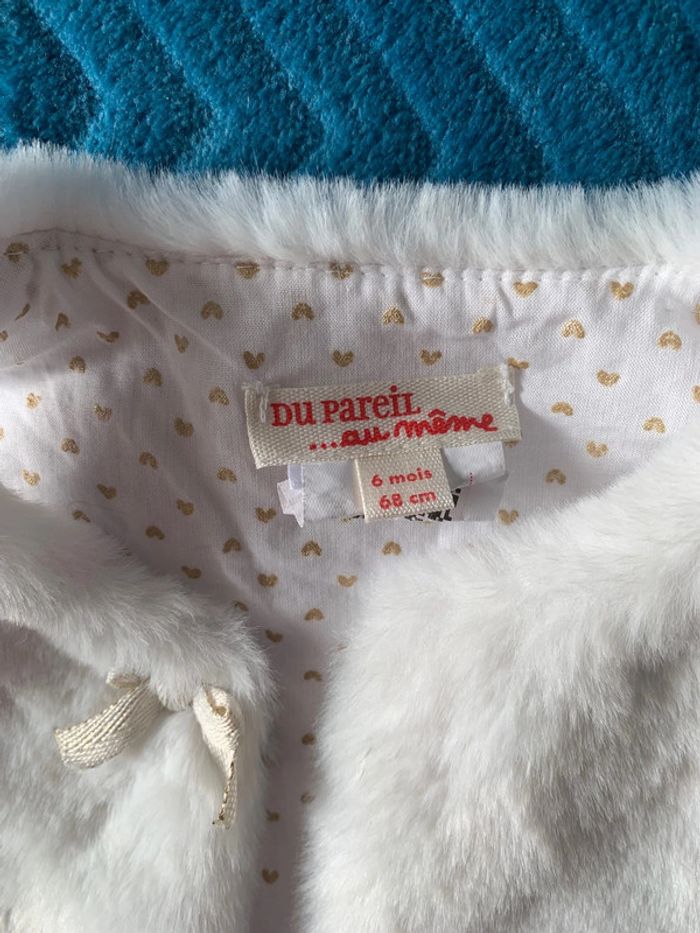 DU PAREIL
...au même
6 mois
68 cm